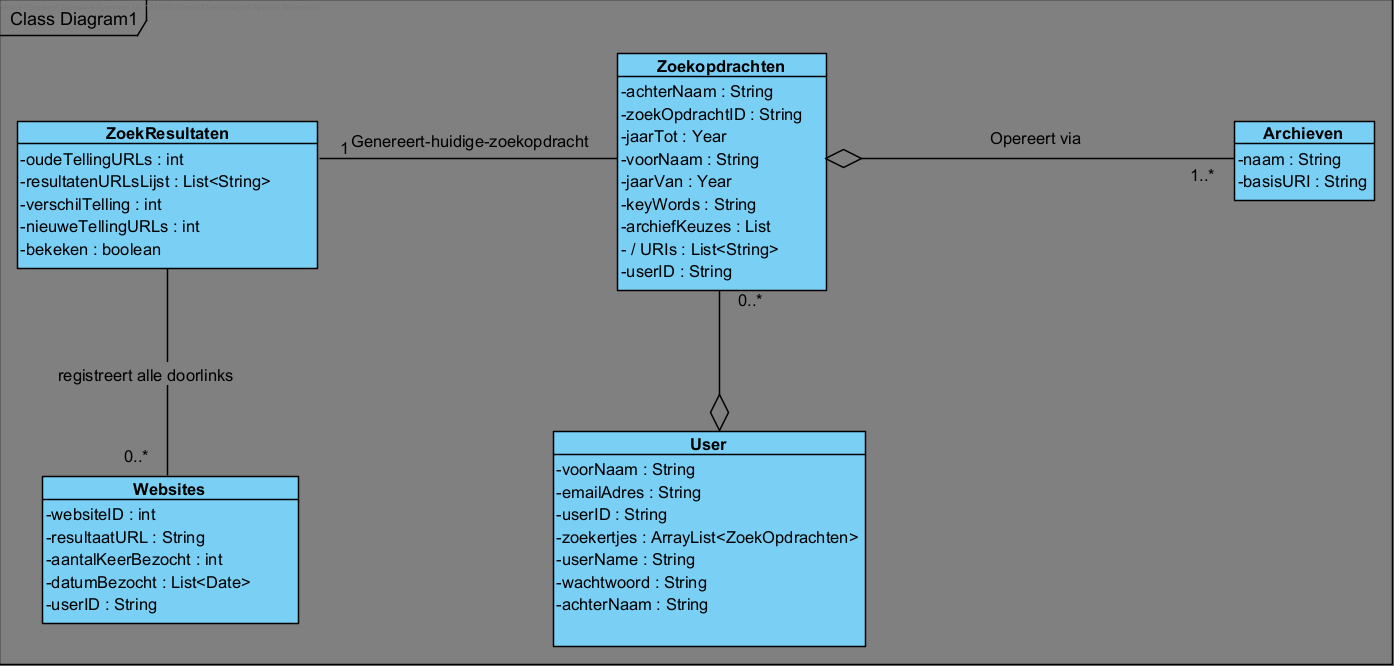 Class Diagram1
Zoekopdrachten
-achterNaam : String
-zoekOpdrachtID : String
-jaarTot : Year
-voorNaam : String
-jaarVan : Year
-keyWords : String
-archiefKeuzes : List
- / URIs : List<String>
-userID : String
ZoekResultaten
-oudeTellingURLs : int
-resultatenURLsLijst : List<String>
-verschilTelling : int
-nieuweTellingURLs : int
-bekeken : boolean
1
Genereert-huidige-zoekopdracht
Opereert via
1..*
Archieven
-naam : String
-basisURI : String
0..*
registreert alle doorlinks
0..*
Websites
-websiteID : int
-resultaatURL : String
-aantalKeerBezocht : int
-datumBezocht : List<Date>
-userID : String
User
-voorNaam : String
-emailAdres : String
-userID : String
-zoekertjes : ArrayList<ZoekOpdrachten>
-userName : String
-wachtwoord : String
-achterNaam : String